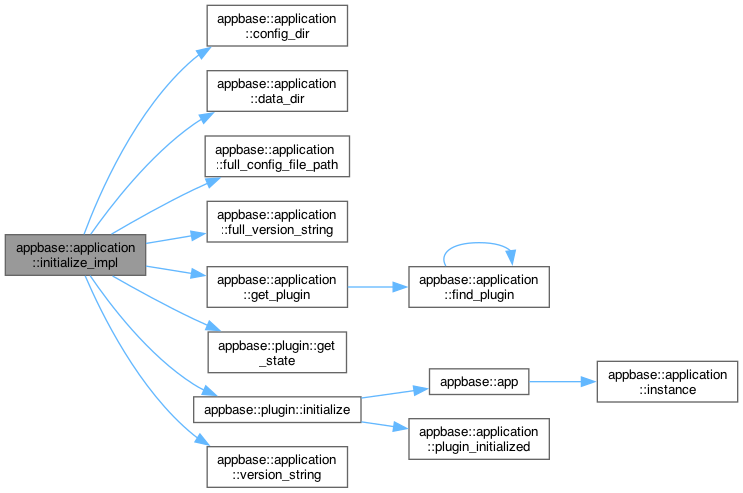 appbase::application
::config_dir
appbase::application
::data_dir
appbase::application
::full_config_file_path
appbase::application
::full_version_string
appbase::application
::initialize_impl
appbase::application
::get_plugin
appbase::application
::find_plugin
appbase::plugin::get
_state
appbase::plugin::initialize
appbase::app
appbase::application
::instance
appbase::application
::plugin_initialized
appbase::application
::version_string